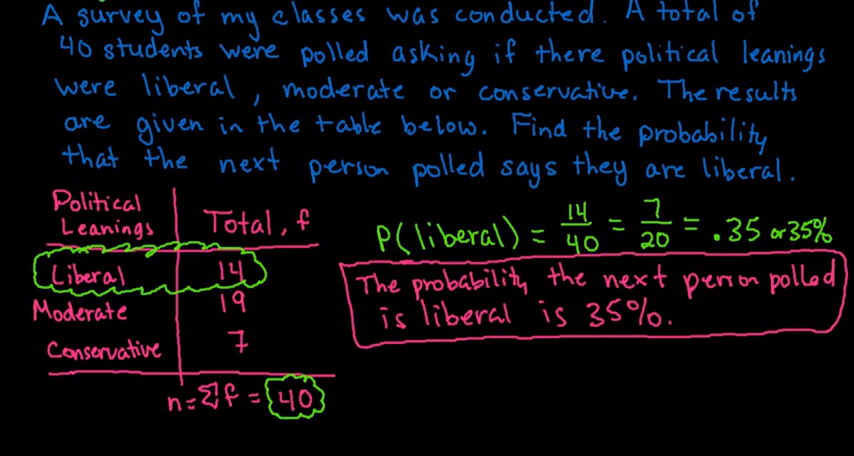 A survey of my classes was conducted. A total of
40 students were polled asking if there political leanings
were liberal, moderate or conservative. The results
are given in the table below. Find the probability
that the next person polled says they are liberal.
Political Leanings Total, f
Liberal 14
Moderate 19
Conservative 7
n = Σf = 40
P(liberal) = 14/40 = 7/20 = .35 or 35%
The probability the next person polled
is liberal is 35%.